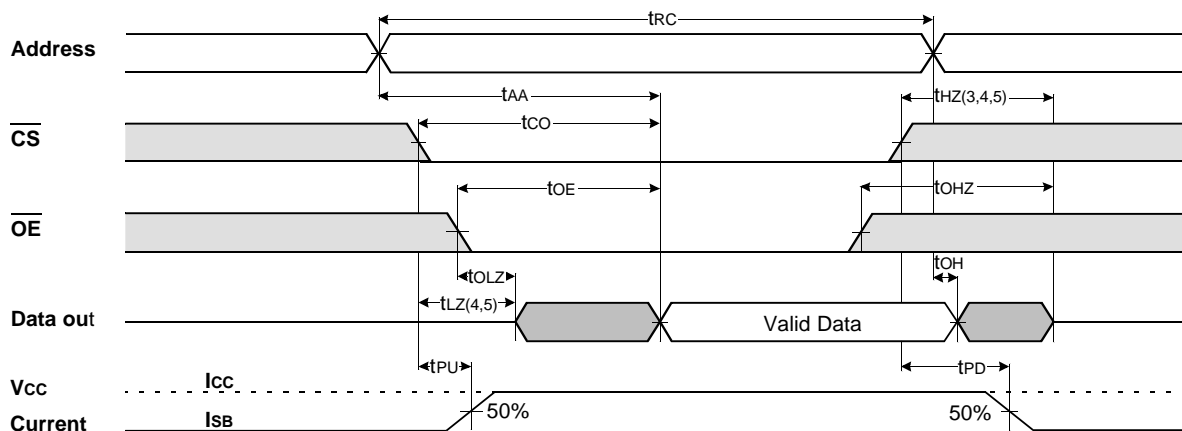 tRC
Address
tAA
tHZ(3,4,5)
tCO
CS
tOE
tOHZ
OE
tOH
tOLZ
tLZ(4,5)
Data out
Valid Data
tPU
tPD
VCC
ICC
50%
50%
Current
ISB